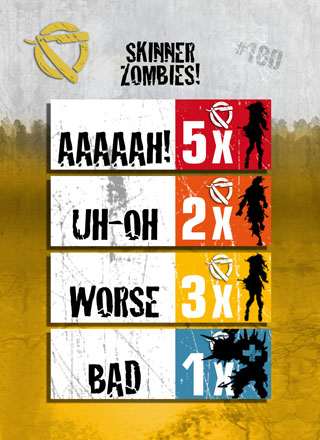 SKINNER
ZOMBIES!
#180
AAAAAH! 5X
UH-OH 2X
WORSE 3X
BAD 1X